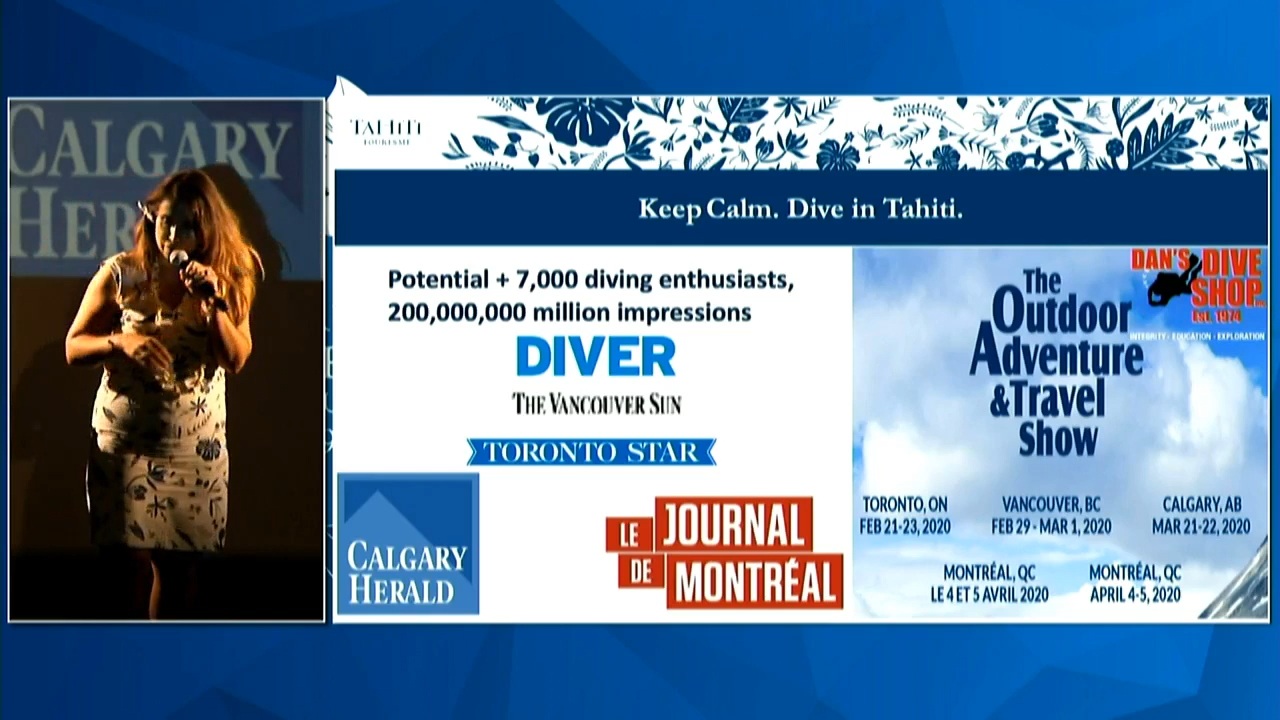 CALGARY
HER
TAHITI
TOURISME
Keep Calm. Dive in Tahiti.
Potential + 7,000 diving enthusiasts,
200,000,000 million impressions
DIVER
THE VANCOUVER SUN
TORONTO STAR
CALGARY
HERALD
LE JOURNAL
DE MONTRÉAL
DAN'S DIVE
SHOP
Est. 1974
INTEGRITY · EDUCATION · EXPLORATION
The
Outdoor
Adventure
&Travel
Show
TORONTO, ON
FEB 21-23, 2020
VANCOUVER, BC
FEB 29 - MAR 1, 2020
CALGARY, AB
MAR 21-22, 2020
MONTRÉAL, QC
LE 4 ET 5 AVRIL 2020
MONTRÉAL, QC
APRIL 4-5, 2020